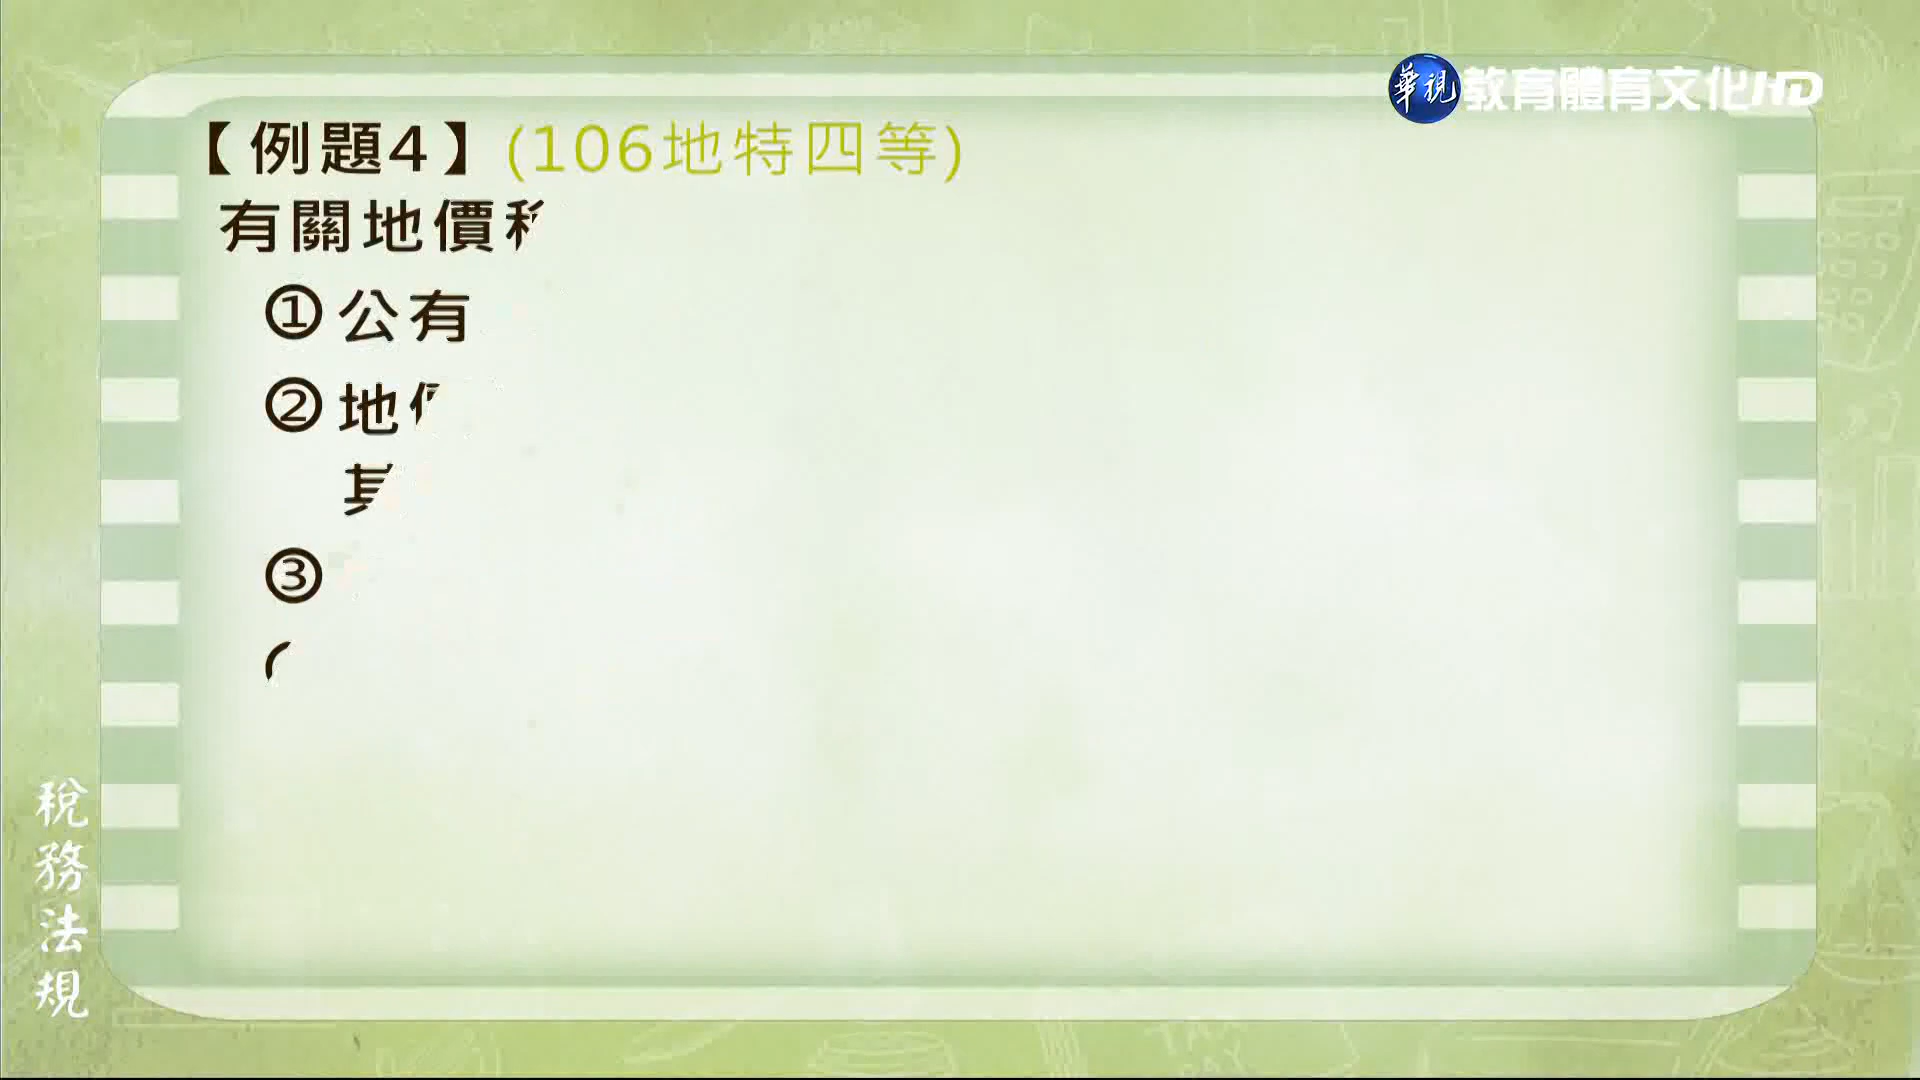 華視 教育體育文化HD
【例題4】(106地特四等)
有關地價
①公有
②地
其
③
稅務法規